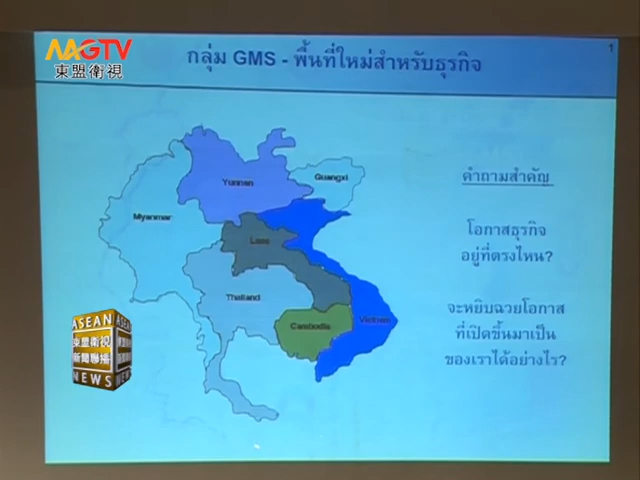 MGTV
東盟衛視
กลุ่ม GMS - พื้นที่ใหม่สำหรับธุรกิจ
1
Yunnan
Guangxi
Myanmar
Laos
Thailand
Cambodia
Vietnam
คำถามสำคัญ
โอกาสธุรกิจ
อยู่ที่ตรงไหน?
จะหยิบฉวยโอกาส
ที่เปิดขึ้นมาเป็น
ของเราได้อย่างไร?
ASEAN
東盟衛視
新聞聯播
NEWS
ASEAN
NEWS